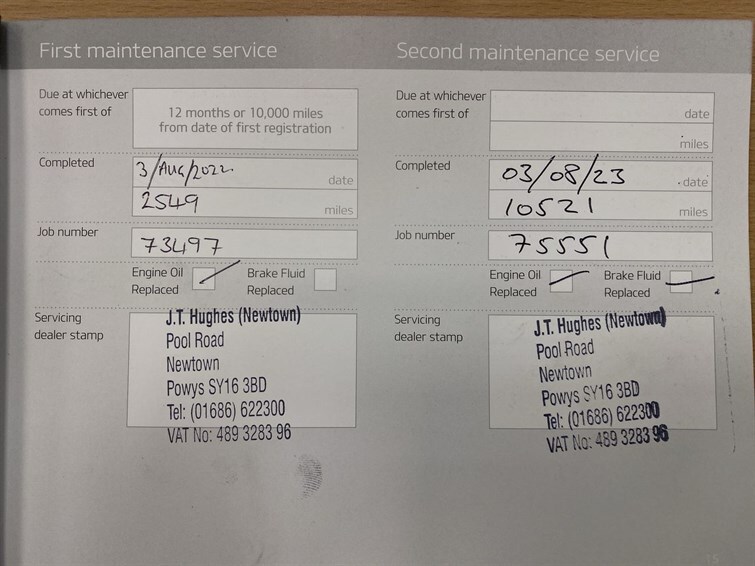 First maintenance service
Due at whichever
comes first of
12 months or 10,000 miles
from date of first registration
Completed
3/Aug/2022
date
2549
miles
Job number
73497
Engine Oil
Replaced
Brake Fluid
Replaced
Servicing
dealer stamp
J.T. Hughes (Newtown)
Pool Road
Newtown
Powys SY16 3BD
Tel: (01686) 622300
VAT No: 489 3283 96
Second maintenance service
Due at whichever
comes first of
date
miles
Completed
03/08/23
date
10521
miles
Job number
75551
Engine Oil
Replaced
Brake Fluid
Replaced
Servicing
dealer stamp
J.T. Hughes (Newtown)
Pool Road
Newtown
Powys SY16 3BD
Tel: (01686) 622300
VAT No: 489 3283 96
15